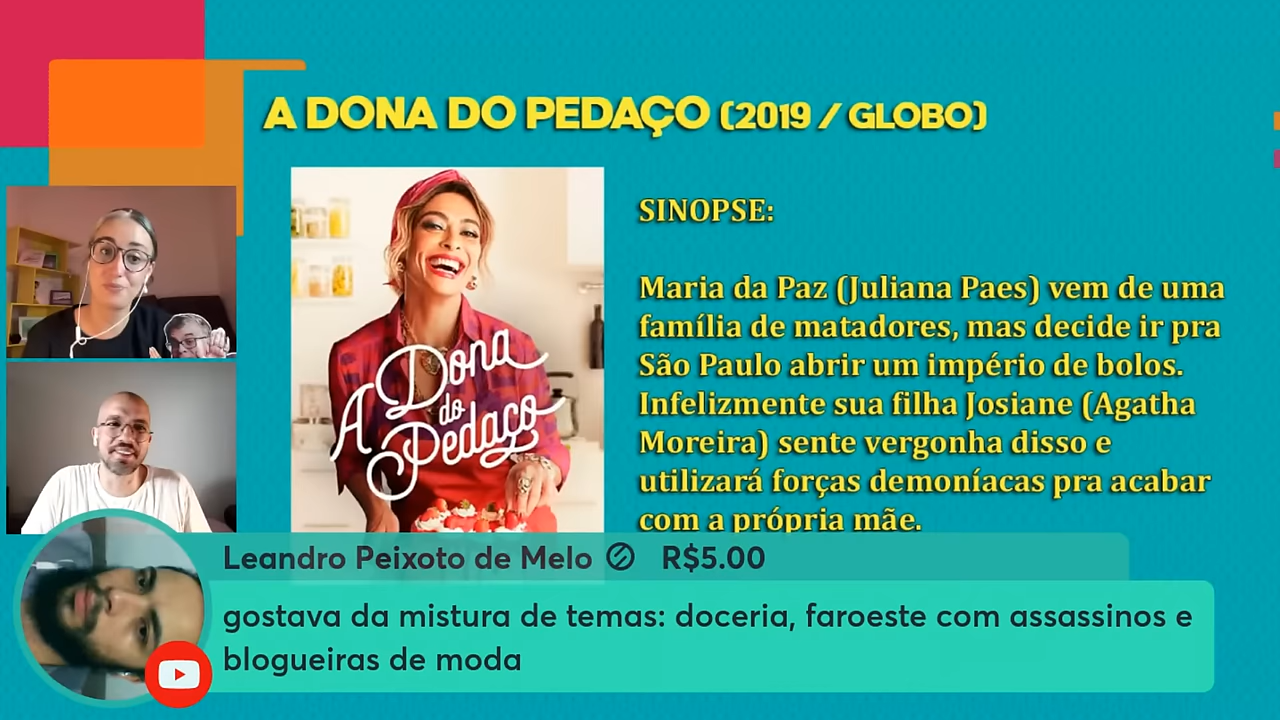 A DONA DO PEDAÇO (2019 / GLOBO)
A Dona
do
Pedaço
SINOPSE:
Maria da Paz (Juliana Paes) vem de uma
família de matadores, mas decide ir pra
São Paulo abrir um império de bolos.
Infelizmente sua filha Josiane (Agatha
Moreira) sente vergonha disso e
utilizará forças demoníacas pra acabar
com a própria mãe.
Leandro Peixoto de Melo R$5.00
gostava da mistura de temas: doceria, faroeste com assassinos e
blogueiras de moda